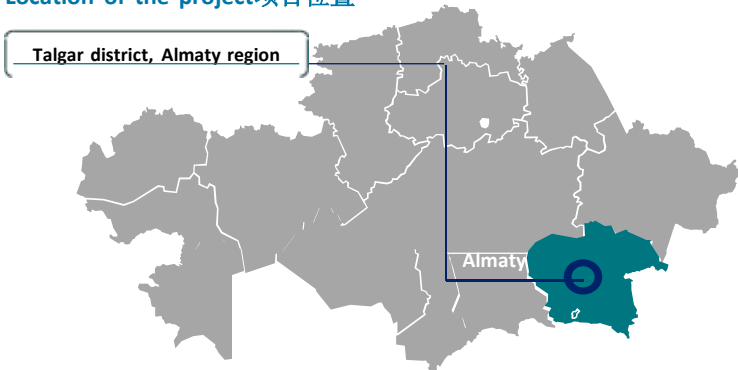 Location of the project项目位置
Talgar district, Almaty region
Almaty